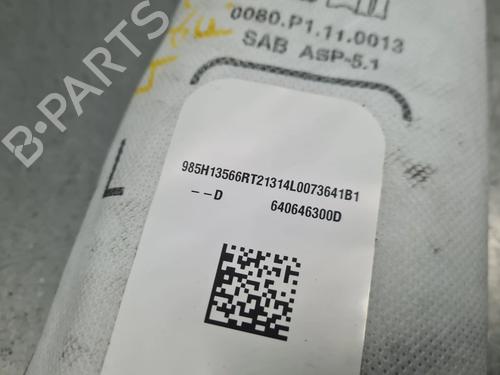 0080.P1.11.0013
SAB ASP-5.1
L
985H13566RT21314L0073641B1
--D 640646300D
B-PARTS